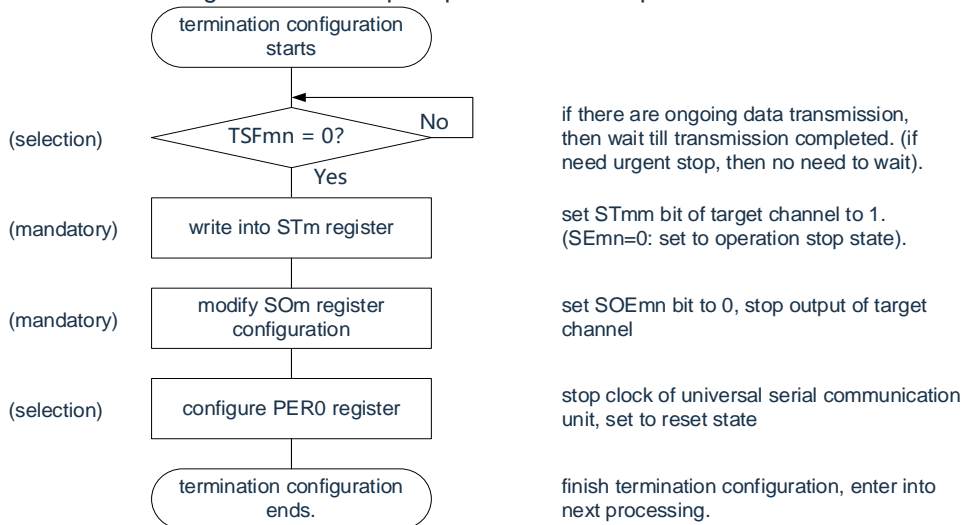 termination configuration
starts
(selection)
TSFmn = 0?
No
Yes
if there are ongoing data transmission,
then wait till transmission completed. (if
need urgent stop, then no need to wait).
(mandatory)
write into STm register
set STmm bit of target channel to 1.
(SEmn=0: set to operation stop state).
(mandatory)
modify SOm register
configuration
set SOEmn bit to 0, stop output of target
channel
(selection)
configure PER0 register
stop clock of universal serial communication
unit, set to reset state
termination configuration
ends.
finish termination configuration, enter into
next processing.